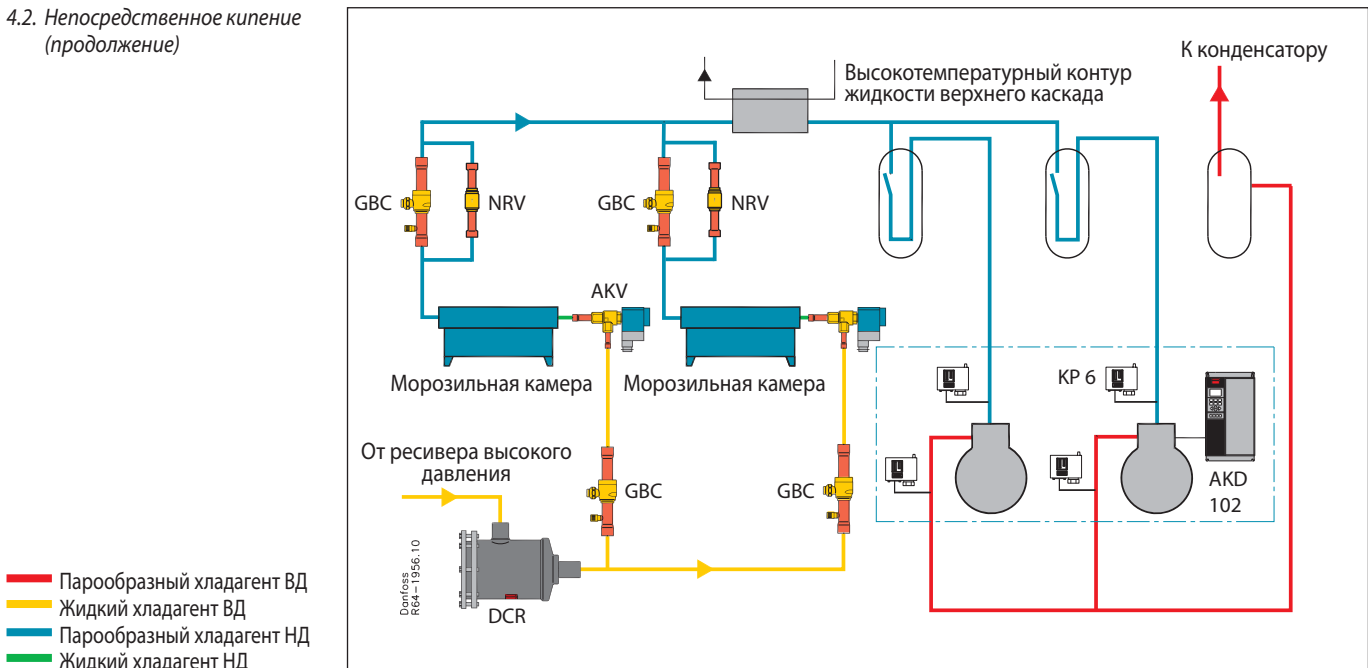 4.2. Непосредственное кипение
(продолжение)
К конденсатору
Высокотемпературный контур
жидкости верхнего каскада
GBC
NRV
GBC
NRV
AKV
Морозильная камера
Морозильная камера
KP 6
От ресивера высокого
давления
GBC
GBC
AKD
102
Danfoss
R64-1956.10
DCR
Парообразный хладагент ВД
Жидкий хладагент ВД
Парообразный хладагент НД
Жидкий хладагент НД